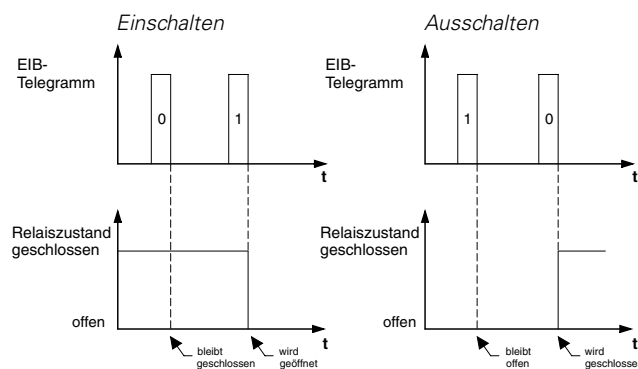 Einschalten
EIB-
Telegramm
0
1
t
Relaiszustand
geschlossen
offen
t
bleibt
geschlossen
wird
geöffnet
Ausschalten
EIB-
Telegramm
1
0
t
Relaiszustand
geschlossen
offen
t
bleibt
offen
wird
geschlosse